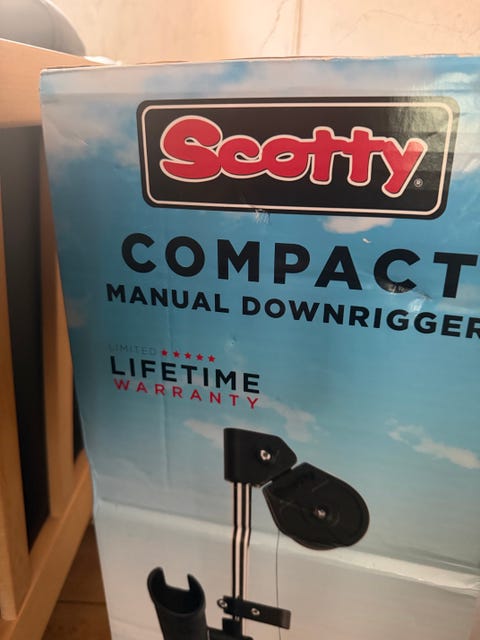 Scotty®
COMPACT
MANUAL DOWNRIGGER
LIMITED
LIFETIME
WARRANTY